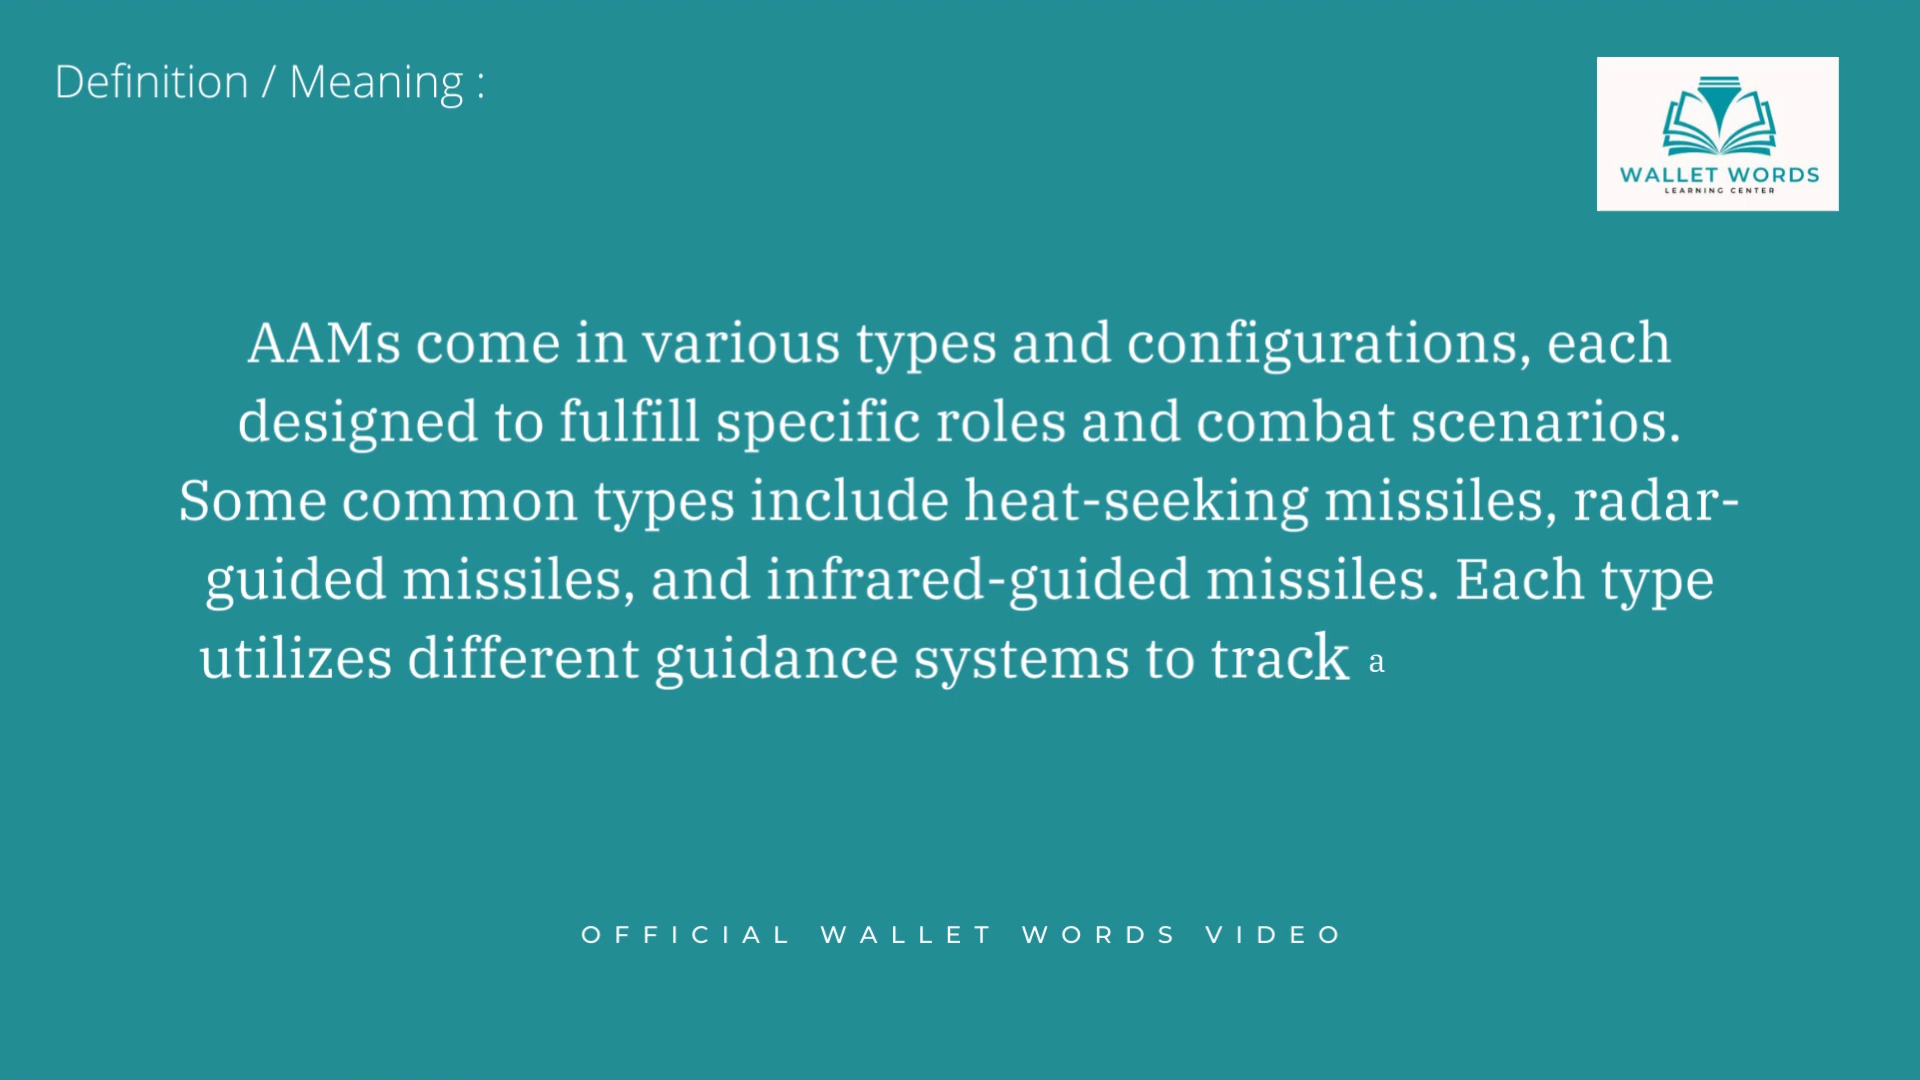 Definition / Meaning :
WALLET WORDS
LEARNING CENTER
AAMs come in various types and configurations, each
designed to fulfill specific roles and combat scenarios.
Some common types include heat-seeking missiles, radar-
guided missiles, and infrared-guided missiles. Each type
utilizes different guidance systems to track a
OFFICIAL WALLET WORDS VIDEO